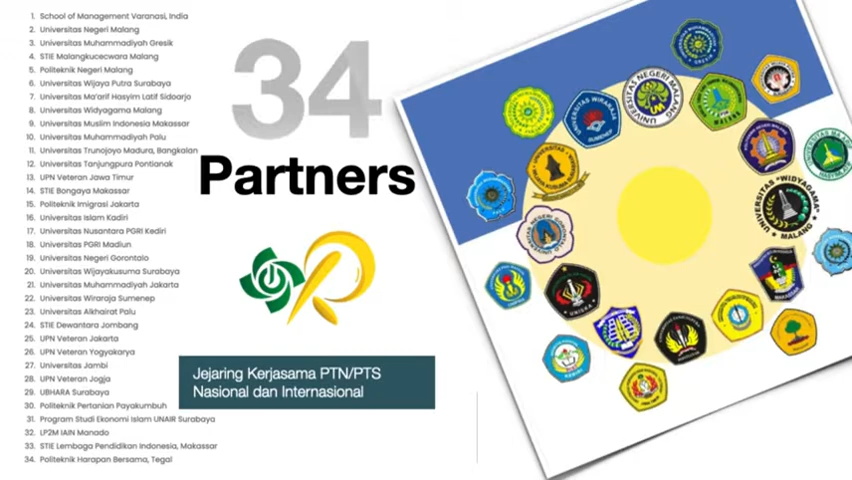 1. School of Management Varanasi, India
2. Universitas Negeri Malang
3. Universitas Muhammadiyah Gresik
4. STIE Malangkucecwara Malang
5. Politeknik Negeri Malang
6. Universitas Wijaya Putra Surabaya
7. Universitas Ma'arif Hasyim Latif Sidoarjo
8. Universitas Widyagama Malang
9. Universitas Muslim Indonesia Makassar
10. Universitas Muhammadiyah Palu
11. Universitas Trunojoyo Madura, Bangkalan
12. Universitas Tanjungpura Pontianak
13. UPN Veteran Jawa Timur
14. STIE Bongaya Makassar
15. Politeknik Imigrasi Jakarta
16. Universitas Islam Kadiri
17. Universitas Nusantara PGRI Kediri
18. Universitas PGRI Madiun
19. Universitas Negeri Gorontalo
20. Universitas Wijayakusuma Surabaya
21. Universitas Muhammadiyah Jakarta
22. Universitas Wiraraja Sumenep
23. Universitas Alkhairat Palu
24. STIE Dewantara Jombang
25. UPN Veteran Jakarta
26. UPN Veteran Yogyakarta
27. Universitas Jambi
28. UPN Veteran Jogja
29. UBHARA Surabaya
30. Politeknik Pertanian Payakumbuh
31. Program Studi Ekonomi Islam UNAIR Surabaya
32. LP2M IAIN Manado
33. STIE Lembaga Pendidikan Indonesia, Makassar
34. Politeknik Harapan Bersama, Tegal
34
Partners
Jejaring Kerjasama PTN/PTS
Nasional dan Internasional
UNIVERSITAS NEGERI MALANG
UNIVERSITAS WIRARAJA
SUMENEP
MALANG
UNIVERSITAS NEGERI GORONTALO
UNIVERSITAS "WIDYAGAMA"
MALANG
MAKASSAR
KEDIRI